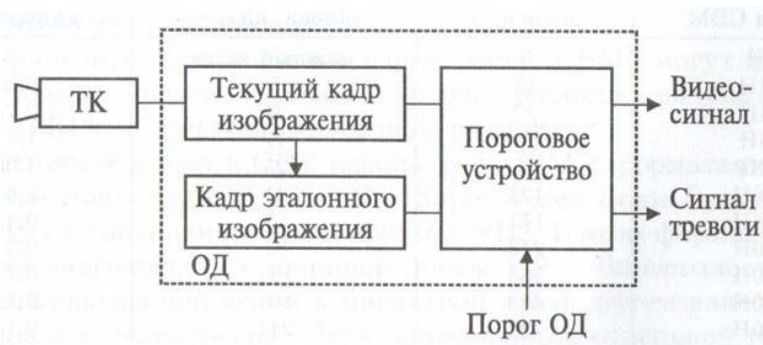 ТК
Текущий кадр
изображения
Кадр эталонного
изображения
ОД
Пороговое
устройство
Порог ОД
Видео-
сигнал
Сигнал
тревоги